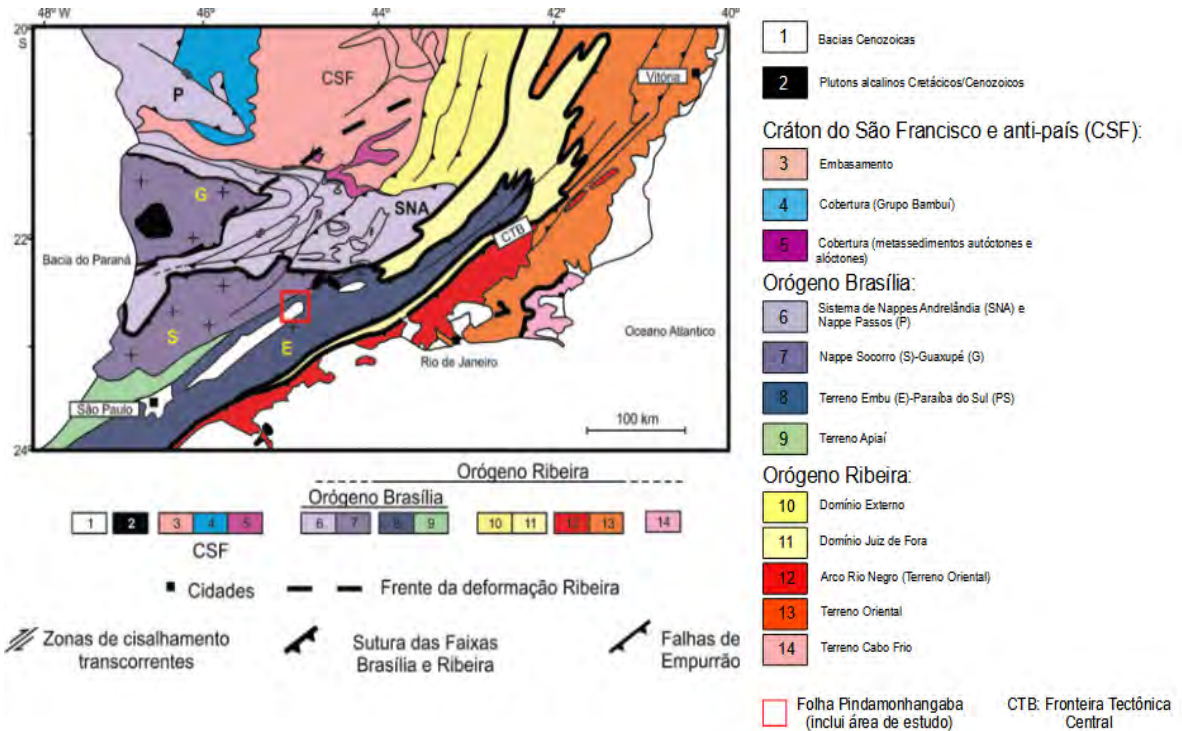 48° W
46°
44°
42°
40°
20°
S
22°
24°
P
CSF
Vitória
G
SNA
CTB
Bacia do Paraná
S
E
Oceano Atlantico
Rio de Janeiro
São Paulo
100 km
Orógeno Ribeira
Orógeno Brasília
1
2
3
4
5
6
7
8
9
10
11
12
13
14
CSF
Cidades
Frente da deformação Ribeira
Zonas de cisalhamento
transcorrentes
Sutura das Faixas
Brasília e Ribeira
Falhas de
Empurrão
1 Bacias Cenozoicas
2 Plutons alcalinos Cretácicos/Cenozoicos
Cráton do São Francisco e anti-país (CSF):
3 Embasamento
4 Cobertura (Grupo Bambuí)
5 Cobertura (metassedimentos autóctones e
alóctones)
Orógeno Brasília:
6 Sistema de Nappes Andrelândia (SNA) e
Nappe Passos (P)
7 Nappe Socorro (S)-Guaxupé (G)
8 Terreno Embu (E)-Paraíba do Sul (PS)
9 Terreno Apiaí
Orógeno Ribeira:
10 Domínio Externo
11 Domínio Juiz de Fora
12 Arco Rio Negro (Terreno Oriental)
13 Terreno Oriental
14 Terreno Cabo Frio
Folha Pindamonhangaba
(inclui área de estudo)
CTB: Fronteira Tectônica
Central